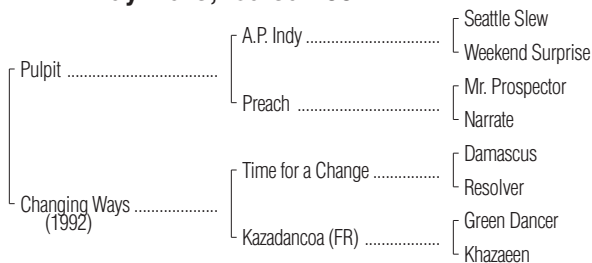 Seattle Slew
A.P. Indy ................................
Weekend Surprise
Pulpit ....................................
Mr. Prospector
Preach ..................................
Narrate
Damascus
Time for a Change ................
Resolver
Changing Ways ....................
(1992)
Green Dancer
Kazadancoa (FR) ..................
Khazaeen